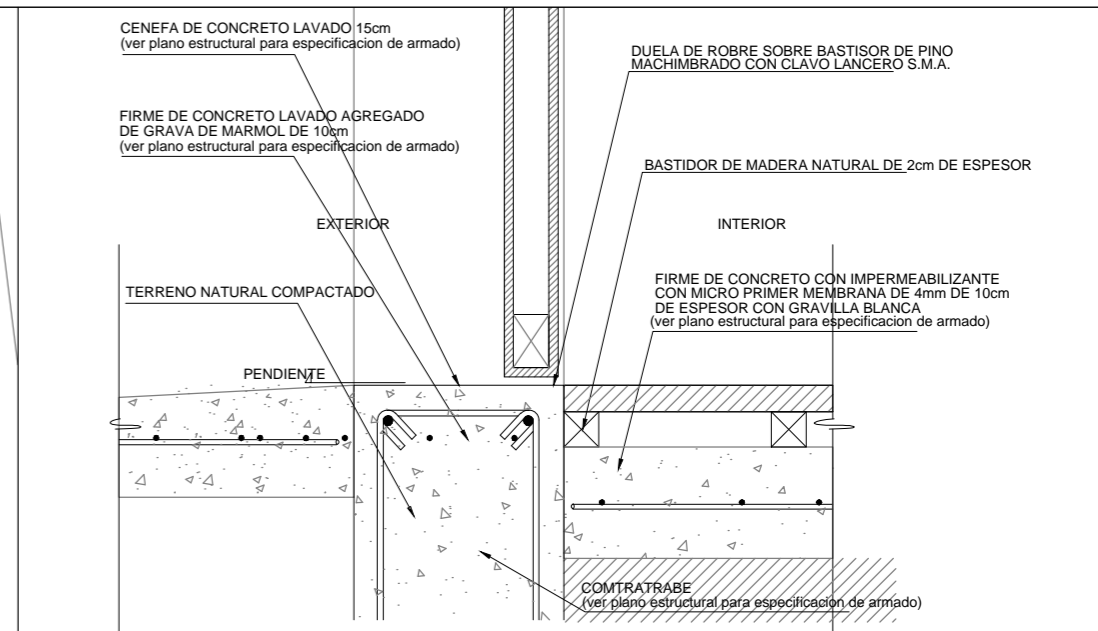 CENEFA DE CONCRETO LAVADO 15cm
(ver plano estructural para especificacion de armado)
DUELA DE ROBRE SOBRE BASTISOR DE PINO
MACHIMBRADO CON CLAVO LANCERO S.M.A.
FIRME DE CONCRETO LAVADO AGREGADO
DE GRAVA DE MARMOL DE 10cm
(ver plano estructural para especificacion de armado)
BASTIDOR DE MADERA NATURAL DE 2cm DE ESPESOR
EXTERIOR
INTERIOR
TERRENO NATURAL COMPACTADO
FIRME DE CONCRETO CON IMPERMEABILIZANTE
CON MICRO PRIMER MEMBRANA DE 4mm DE 10cm
DE ESPESOR CON GRAVILLA BLANCA
(ver plano estructural para especificacion de armado)
PENDIENTE
COMTRATRABE
(ver plano estructural para especificacion de armado)